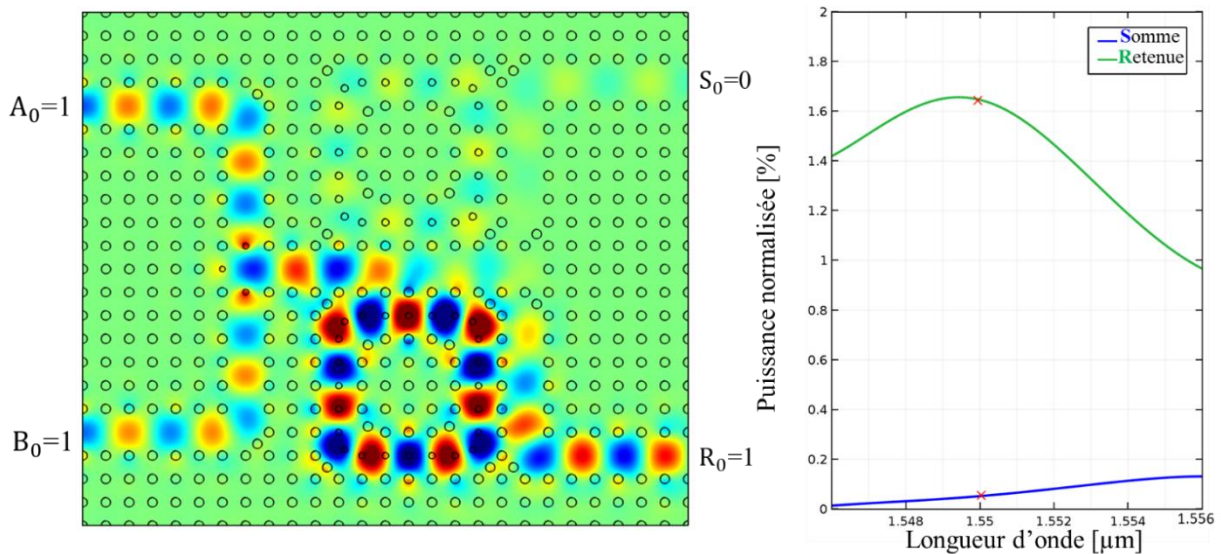 A₀=1
B₀=1
S₀=0
R₀=1
Puissance normalisée [%]
2
1.8
1.6
1.4
1.2
1
0.8
0.6
0.4
0.2
0
Somme
Retenue
1.548
1.55
1.552
1.554
1.556
Longueur d’onde [µm]